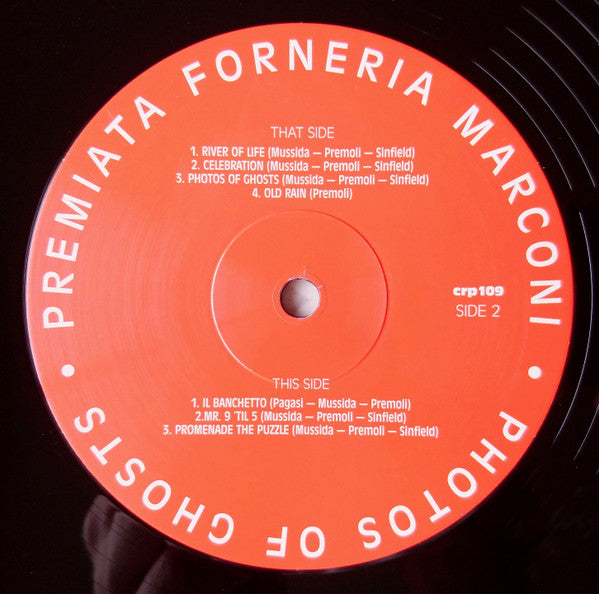 PREMIATA FORNERIA MARCONI • PHOTOS OF GHOSTS •
THAT SIDE
1. RIVER OF LIFE (Mussida – Premoli – Sinfield)
2. CELEBRATION (Mussida – Premoli – Sinfield)
3. PHOTOS OF GHOSTS (Mussida – Premoli – Sinfield)
4. OLD RAIN (Premoli)
crp109
SIDE 2
THIS SIDE
1. IL BANCHETTO (Pagasl – Mussida – Premoli)
2.MR. 9 'TIL 5 (Mussida – Premoli – Sinfield)
3. PROMENADE THE PUZZLE (Mussida – Premoli – Sinfield)